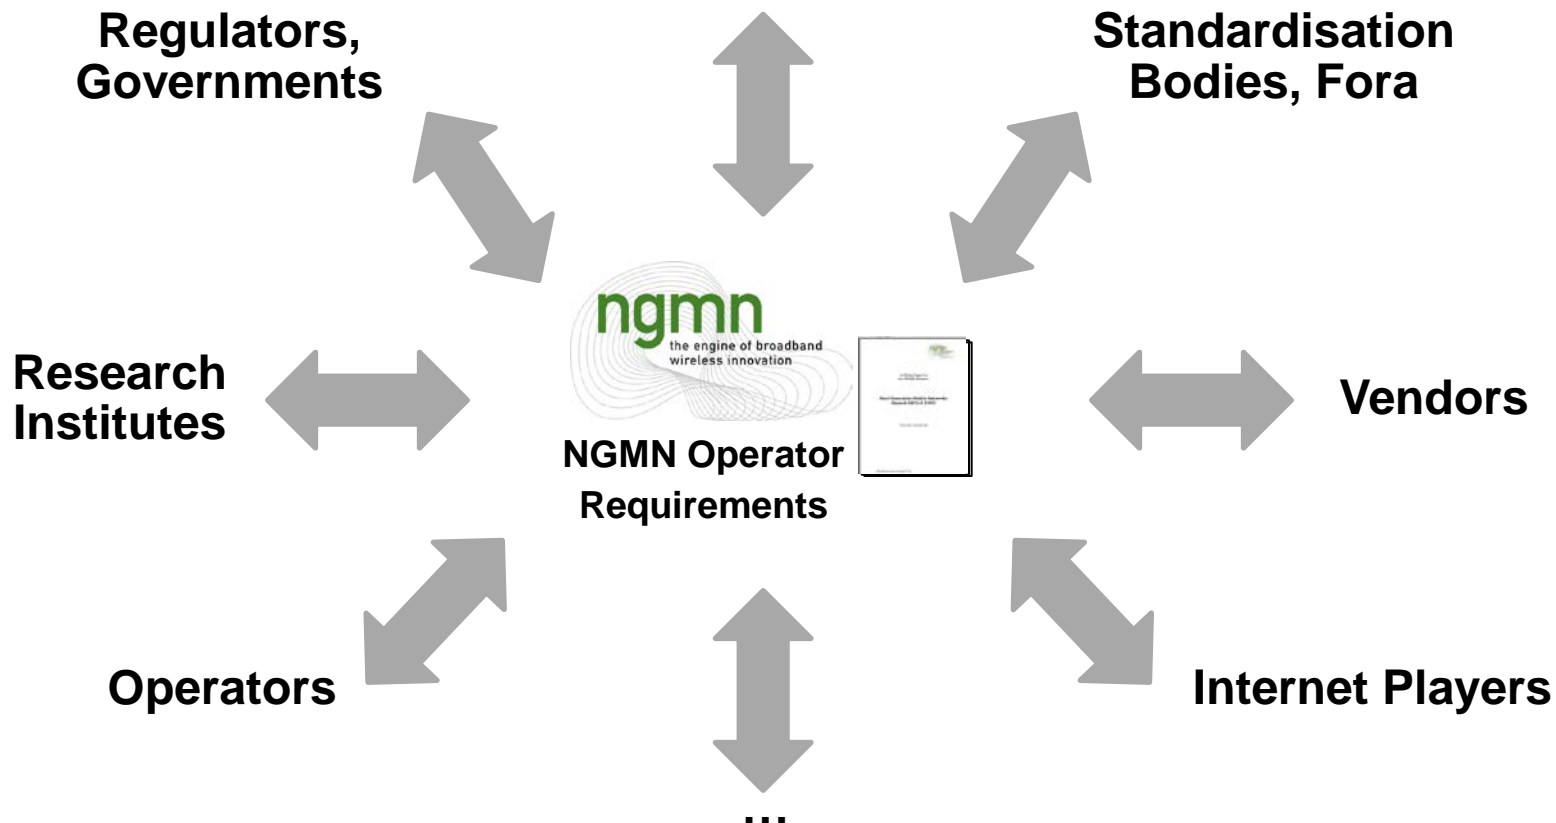 Regulators,
Governments
Standardisation
Bodies, Fora
ngmn
the engine of broadband
wireless innovation
Research
Institutes
Vendors
NGMN Operator
Requirements
Operators
Internet Players
...